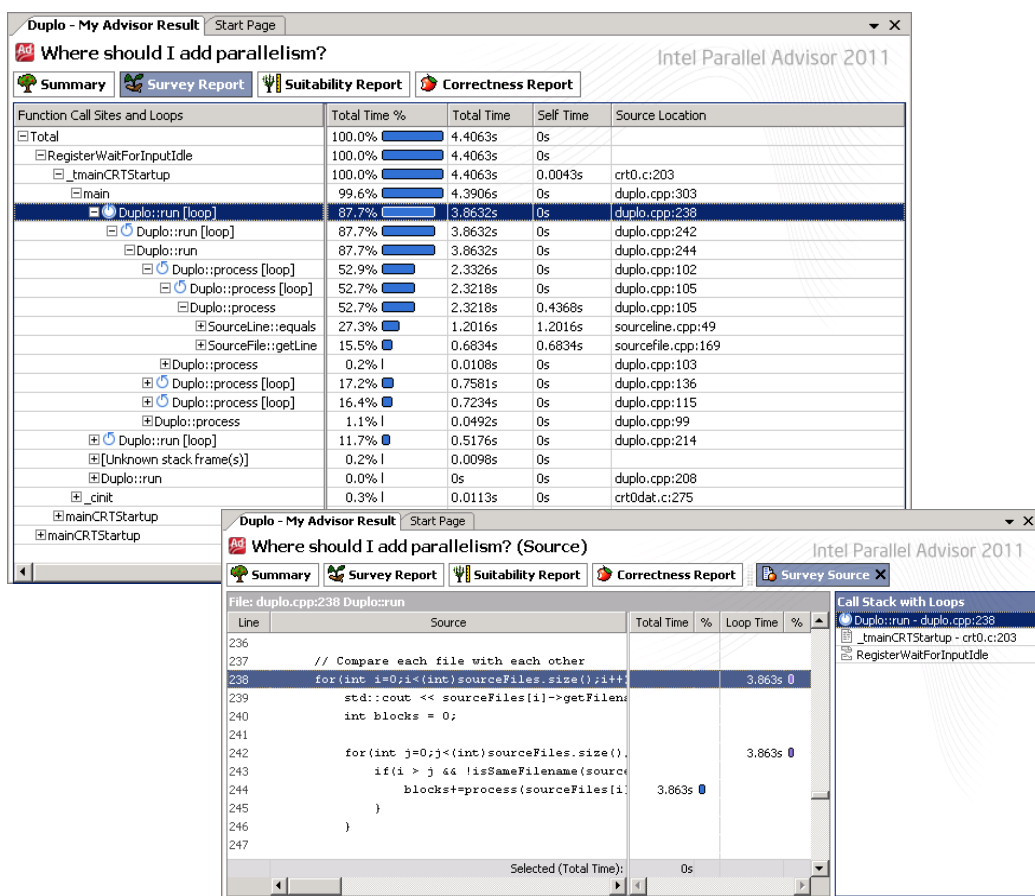 Duplo - My Advisor Result Start Page
Where should I add parallelism? Intel Parallel Advisor 2011
Summary Survey Report Suitability Report Correctness Report
Function Call Sites and Loops Total Time % Total Time Self Time Source Location
Total 100.0% 4.4063s 0s
RegisterWaitForInputIdle 100.0% 4.4063s 0s
_tmainCRTStartup 100.0% 4.4063s 0.0043s crt0.c:203
main 99.6% 4.3906s 0s duplo.cpp:303
Duplo::run [loop] 87.7% 3.8632s 0s duplo.cpp:238
Duplo::run [loop] 87.7% 3.8632s 0s duplo.cpp:242
Duplo::run 87.7% 3.8632s 0s duplo.cpp:244
Duplo::process [loop] 52.9% 2.3326s 0s duplo.cpp:102
Duplo::process [loop] 52.7% 2.3218s 0s duplo.cpp:105
Duplo::process 52.7% 2.3218s 0.4368s duplo.cpp:105
SourceLine::equals 27.3% 1.2016s 1.2016s sourceline.cpp:49
SourceFile::getLine 15.5% 0.6834s 0.6834s sourcefile.cpp:169
Duplo::process 0.2% 0.0108s 0s duplo.cpp:103
Duplo::process [loop] 17.2% 0.7581s 0s duplo.cpp:136
Duplo::process [loop] 16.4% 0.7234s 0s duplo.cpp:115
Duplo::process 1.1% 0.0492s 0s duplo.cpp:99
Duplo::run [loop] 11.7% 0.5176s 0s duplo.cpp:214
[Unknown stack frame(s)] 0.2% 0.0098s 0s
Duplo::run 0.0% 0s 0s duplo.cpp:208
_cinit 0.3% 0.0113s 0s crt0dat.c:275
mainCRTStartup
mainCRTStartup
Duplo - My Advisor Result Start Page
Where should I add parallelism? (Source) Intel Parallel Advisor 2011
Summary Survey Report Suitability Report Correctness Report Survey Source X
File: duplo.cpp:238 Duplo::run Call Stack with Loops
Line Source Total Time % Loop Time % Duplo::run - duplo.cpp:238
_tmainCRTStartup - crt0.c:203
RegisterWaitForInputIdle
236
237 // Compare each file with each other
238 for(int i=0;i<(int)sourceFiles.size();i++) 3.863s
239 std::cout << sourceFiles[i]->getFilena
240 int blocks = 0;
241
242 for(int j=0;j<(int)sourceFiles.size(). 3.863s
243 if(i > j && !isSameFilename(source
244 blocks+=process(sourceFiles[i] 3.863s
245 }
246 }
247
Selected (Total Time): 0s